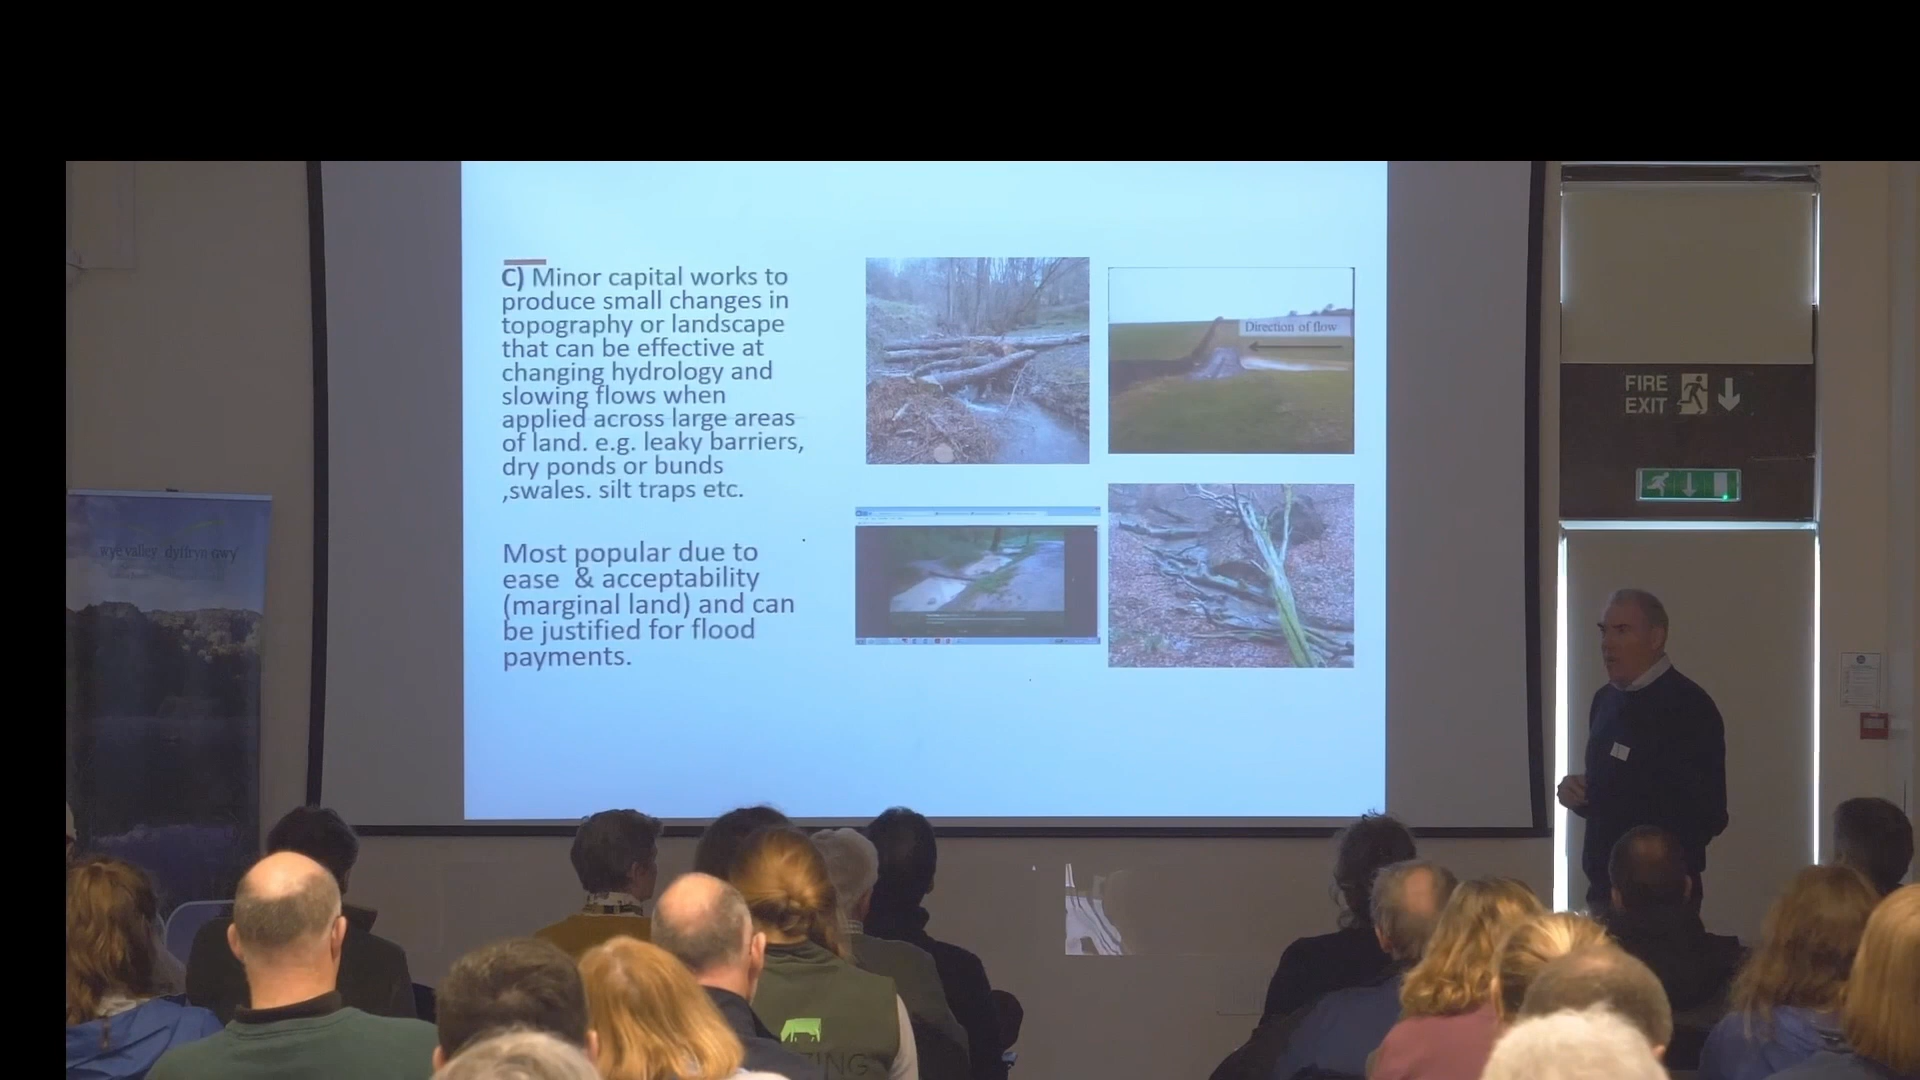 C) Minor capital works to
produce small changes in
topography or landscape
that can be effective at
changing hydrology and
slowing flows when
applied across large areas
of land. e.g. leaky barriers,
dry ponds or bunds
,swales. silt traps etc.
Most popular due to
ease & acceptability
(marginal land) and can
be justified for flood
payments.
Direction of flow
FIRE
EXIT
wye valley dyffryn gwy
ZING